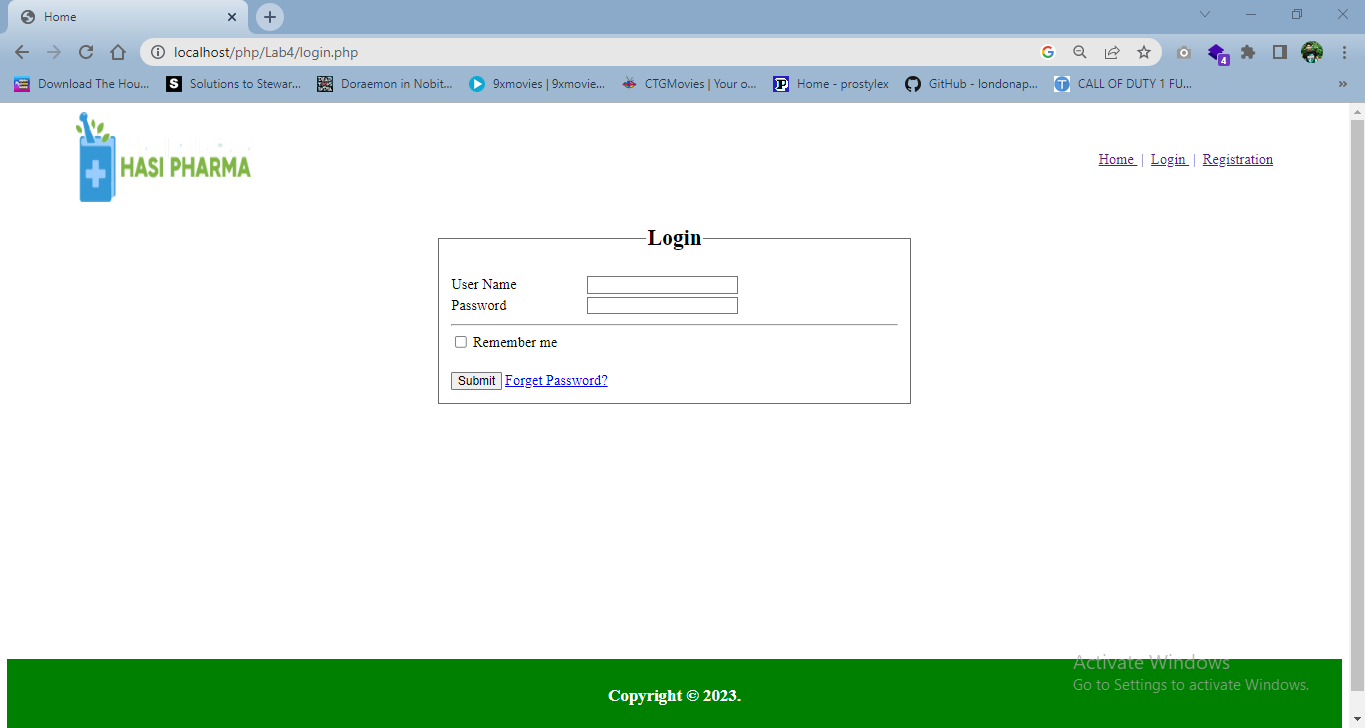 Home
localhost/php/Lab4/login.php
4
Download The Hou... Solutions to Stewar... Doraemon in Nobit... 9xmovies | 9xmovie... CTGMovies | Your o... Home - prostylex GitHub - londonap... CALL OF DUTY 1 FU... »
HASI PHARMA
Home | Login | Registration
Login
User Name
Password
Remember me
Submit Forget Password?
Activate Windows
Go to Settings to activate Windows.
Copyright © 2023.